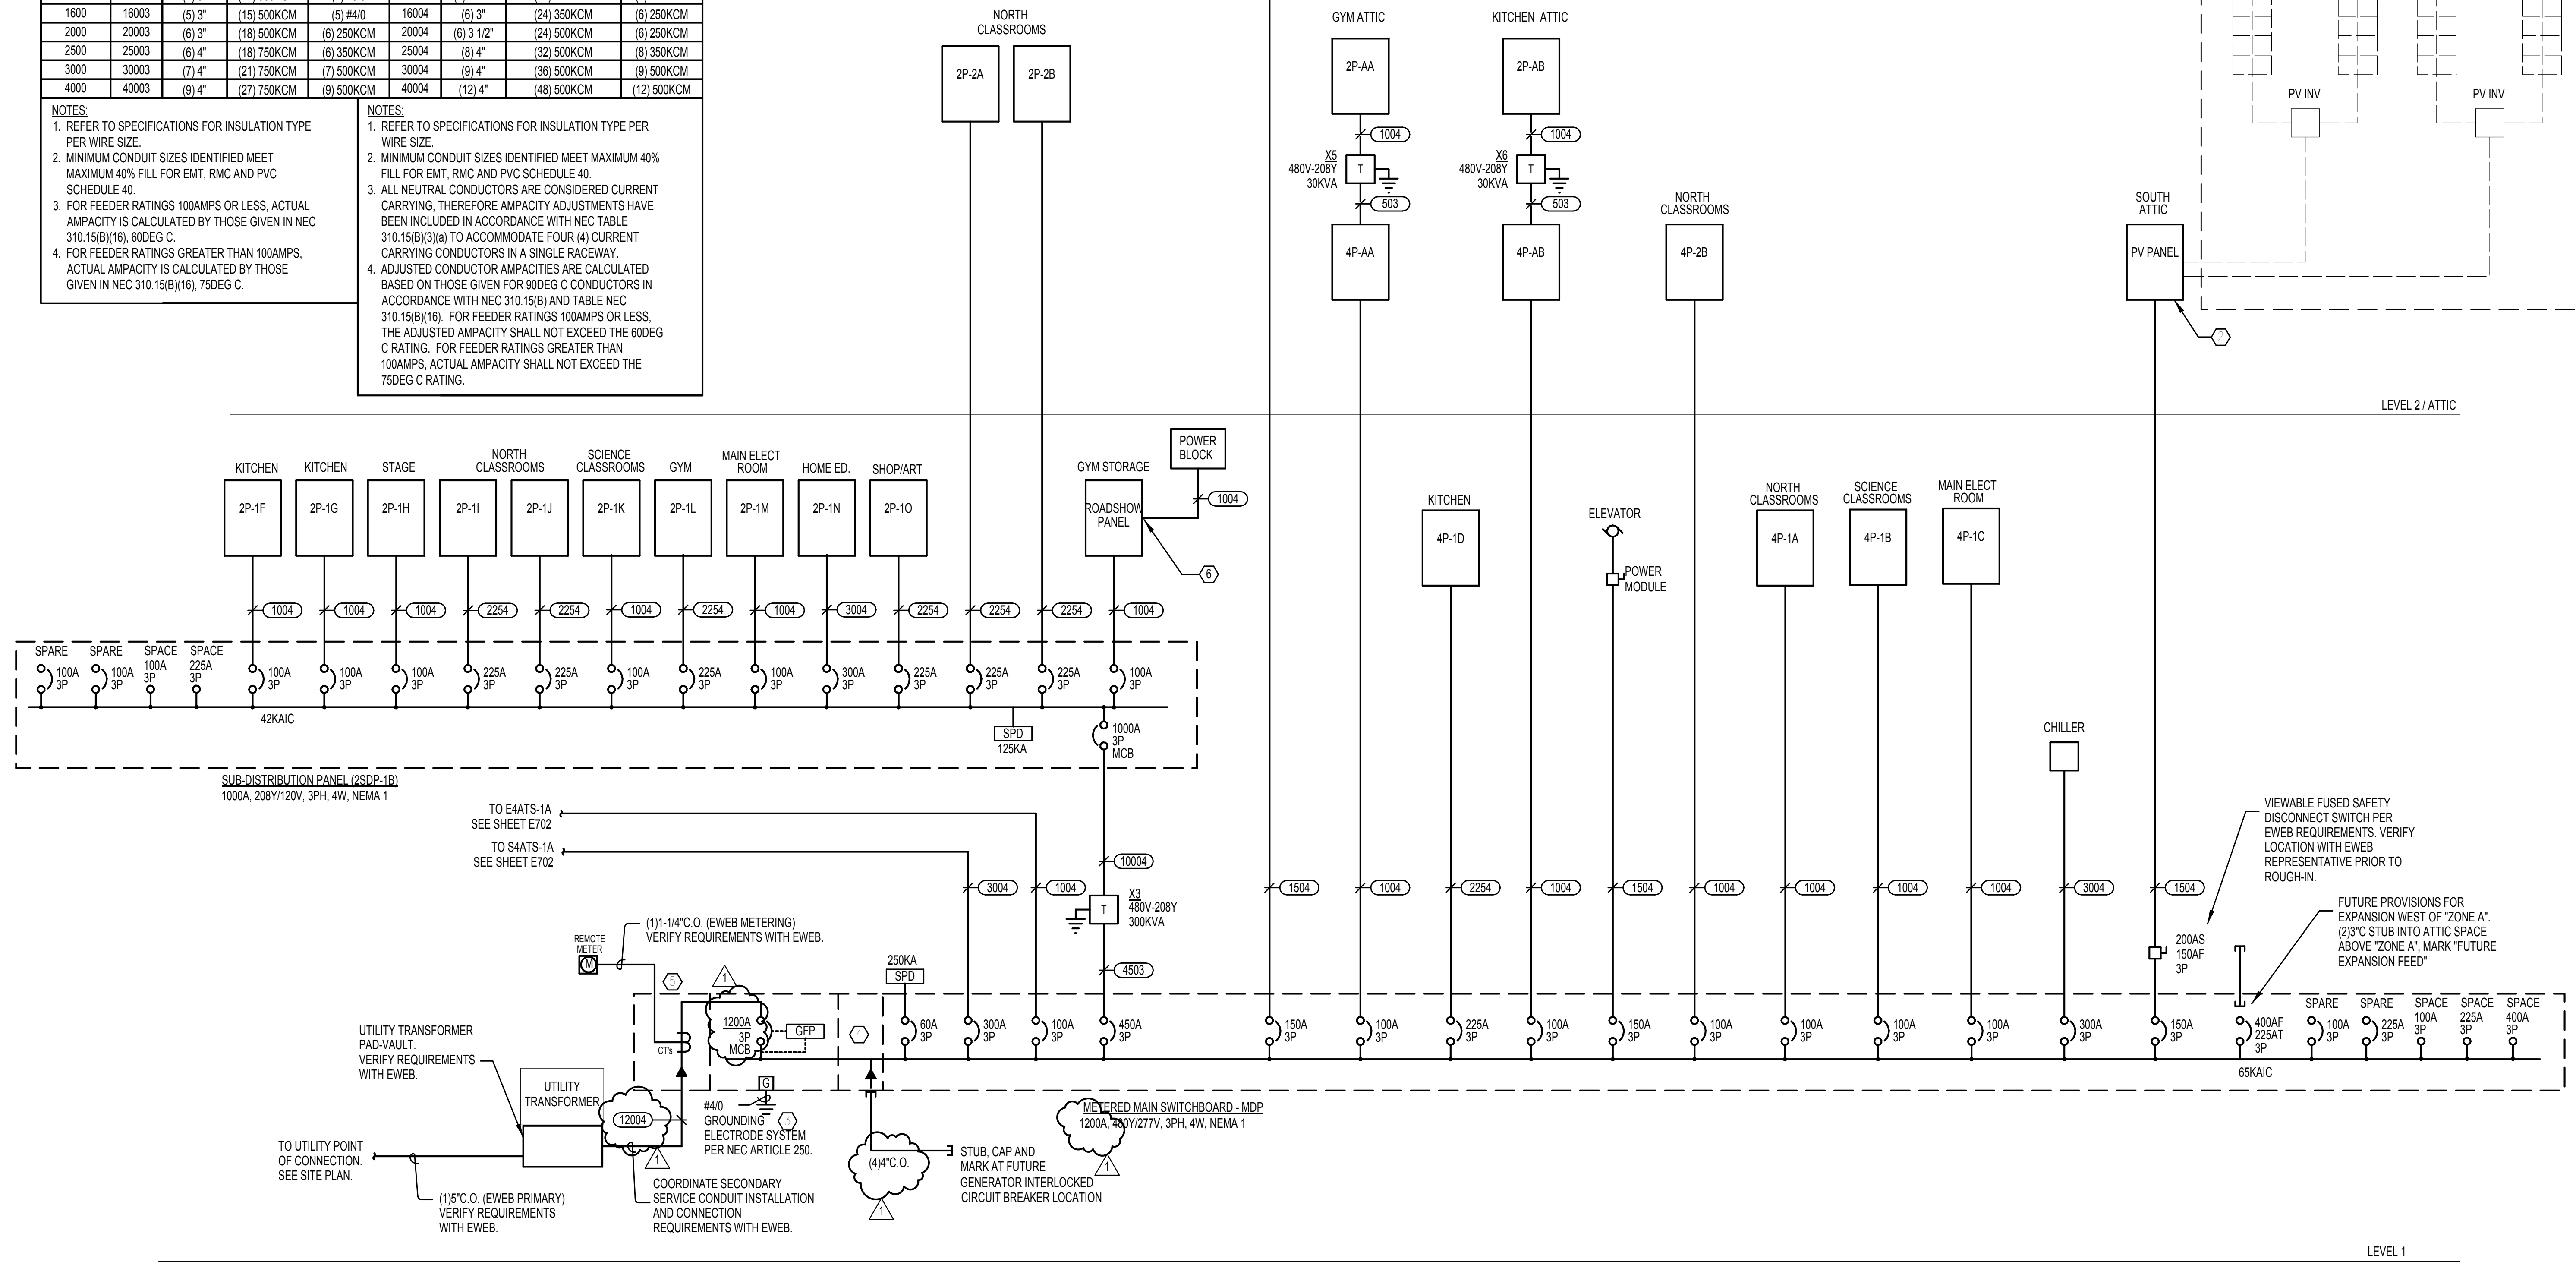 1600 16003 (5) 3" (15) 500KCM (5) #4/0 16004 (6) 3" (24) 350KCM (6) 250KCM
2000 20003 (6) 3" (18) 500KCM (6) 250KCM 20004 (6) 3 1/2" (24) 500KCM (6) 250KCM
2500 25003 (6) 4" (18) 750KCM (6) 350KCM 25004 (8) 4" (32) 500KCM (8) 350KCM
3000 30003 (7) 4" (21) 750KCM (7) 500KCM 30004 (9) 4" (36) 500KCM (9) 500KCM
4000 40003 (9) 4" (27) 750KCM (9) 500KCM 40004 (12) 4" (48) 500KCM (12) 500KCM
NOTES:
1. REFER TO SPECIFICATIONS FOR INSULATION TYPE
PER WIRE SIZE.
2. MINIMUM CONDUIT SIZES IDENTIFIED MEET
MAXIMUM 40% FILL FOR EMT, RMC AND PVC
SCHEDULE 40.
3. FOR FEEDER RATINGS 100AMPS OR LESS, ACTUAL
AMPACITY IS CALCULATED BY THOSE GIVEN IN NEC
310.15(B)(16), 60DEG C.
4. FOR FEEDER RATINGS GREATER THAN 100AMPS,
ACTUAL AMPACITY IS CALCULATED BY THOSE
GIVEN IN NEC 310.15(B)(16), 75DEG C.
NOTES:
1. REFER TO SPECIFICATIONS FOR INSULATION TYPE PER
WIRE SIZE.
2. MINIMUM CONDUIT SIZES IDENTIFIED MEET MAXIMUM 40%
FILL FOR EMT, RMC AND PVC SCHEDULE 40.
3. ALL NEUTRAL CONDUCTORS ARE CONSIDERED CURRENT
CARRYING, THEREFORE AMPACITY ADJUSTMENTS HAVE
BEEN INCLUDED IN ACCORDANCE WITH NEC TABLE
310.15(B)(3)(a) TO ACCOMMODATE FOUR (4) CURRENT
CARRYING CONDUCTORS IN A SINGLE RACEWAY.
4. ADJUSTED CONDUCTOR AMPACITIES ARE CALCULATED
BASED ON THOSE GIVEN FOR 90DEG C CONDUCTORS IN
ACCORDANCE WITH NEC 310.15(B) AND TABLE NEC
310.15(B)(16). FOR FEEDER RATINGS 100AMPS OR LESS,
THE ADJUSTED AMPACITY SHALL NOT EXCEED THE 60DEG
C RATING. FOR FEEDER RATINGS GREATER THAN
100AMPS, ACTUAL AMPACITY SHALL NOT EXCEED THE
75DEG C RATING.
NORTH
CLASSROOMS
2P-2A 2P-2B
GYM ATTIC
2P-AA
1004
X5
480V-208Y
30KVA
T
503
4P-AA
KITCHEN ATTIC
2P-AB
1004
X6
480V-208Y
30KVA
T
503
4P-AB
NORTH
CLASSROOMS
4P-2B
SOUTH
ATTIC
PV PANEL
2
PV INV
PV INV
LEVEL 2 / ATTIC
KITCHEN
2P-1F
KITCHEN
2P-1G
STAGE
2P-1H
NORTH
CLASSROOMS
2P-1I 2P-1J
SCIENCE
CLASSROOMS
2P-1K
GYM
2P-1L
MAIN ELECT
ROOM
2P-1M
HOME ED.
2P-1N
SHOP/ART
2P-1O
GYM STORAGE
ROADSHOW
PANEL
POWER
BLOCK
1004
6
KITCHEN
4P-1D
ELEVATOR
POWER
MODULE
NORTH
CLASSROOMS
4P-1A
SCIENCE
CLASSROOMS
4P-1B
MAIN ELECT
ROOM
4P-1C
CHILLER
1004 1004 1004 2254 2254 1004 2254 1004 3004 2254 2254 2254 1004
SPARE
100A
3P
SPARE
100A
3P
SPACE
100A
3P
SPACE
225A
3P
100A
3P
100A
3P
100A
3P
225A
3P
225A
3P
100A
3P
225A
3P
100A
3P
300A
3P
225A
3P
225A
3P
225A
3P
100A
3P
42KAIC
SPD
125KA
1000A
3P
MCB
SUB-DISTRIBUTION PANEL (2SDP-1B)
1000A, 208Y/120V, 3PH, 4W, NEMA 1
TO E4ATS-1A
SEE SHEET E702
TO S4ATS-1A
SEE SHEET E702
10004
3004 1004
X3
480V-208Y
300KVA
T
4503
1504 1004 2254 1004 1504 1004 1004 1004 1004 3004 1504
VIEWABLE FUSED SAFETY
DISCONNECT SWITCH PER
EWEB REQUIREMENTS. VERIFY
LOCATION WITH EWEB
REPRESENTATIVE PRIOR TO
ROUGH-IN.
200AS
150AF
3P
FUTURE PROVISIONS FOR
EXPANSION WEST OF "ZONE A".
(2)3"C STUB INTO ATTIC SPACE
ABOVE "ZONE A", MARK "FUTURE
EXPANSION FEED"
(1)1-1/4"C.O. (EWEB METERING)
VERIFY REQUIREMENTS WITH EWEB.
REMOTE
METER
M
5
1
CT's
1200A
3P
MCB
GFP
4
250KA
SPD
60A
3P
300A
3P
100A
3P
450A
3P
150A
3P
100A
3P
225A
3P
100A
3P
150A
3P
100A
3P
100A
3P
100A
3P
100A
3P
300A
3P
150A
3P
400AF
225AT
3P
SPARE
100A
3P
SPARE
225A
3P
SPACE
100A
3P
SPACE
225A
3P
SPACE
400A
3P
65KAIC
UTILITY TRANSFORMER
PAD-VAULT.
VERIFY REQUIREMENTS
WITH EWEB.
UTILITY
TRANSFORMER
12004
1
G
#4/0
GROUNDING
ELECTRODE SYSTEM
PER NEC ARTICLE 250.
3
METERED MAIN SWITCHBOARD - MDP
1200A, 480Y/277V, 3PH, 4W, NEMA 1
1
TO UTILITY POINT
OF CONNECTION.
SEE SITE PLAN.
(1)5"C.O. (EWEB PRIMARY)
VERIFY REQUIREMENTS
WITH EWEB.
COORDINATE SECONDARY
SERVICE CONDUIT INSTALLATION
AND CONNECTION
REQUIREMENTS WITH EWEB.
(4)4"C.O.
1
STUB, CAP AND
MARK AT FUTURE
GENERATOR INTERLOCKED
CIRCUIT BREAKER LOCATION
LEVEL 1